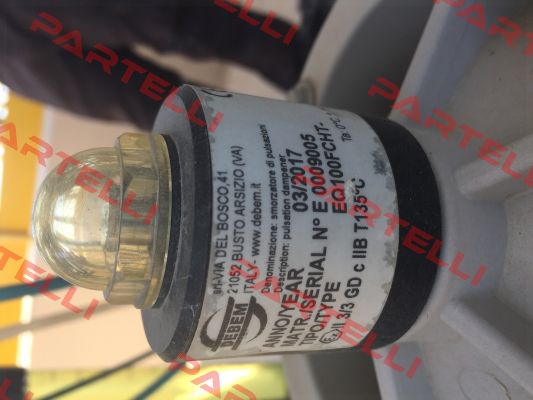 M-VIA DEL BOSCO,41
21052 BUSTO ARSIZIO (VA)
ITALY - www.debem.it
Denominazione: smorzatore di pulsazioni
Description: pulsation dampener
DEBEM
ANNO/YEAR 03/2017
MATR./SERIAL N° E 0009005
TIPO/TYPE EQ100FCHT-
Ex II 3/3 GD c IIB T135°C
PARTELLI
PARTELLI
PARTELLI
PARTELLI
PARTELLI
PARTELLI